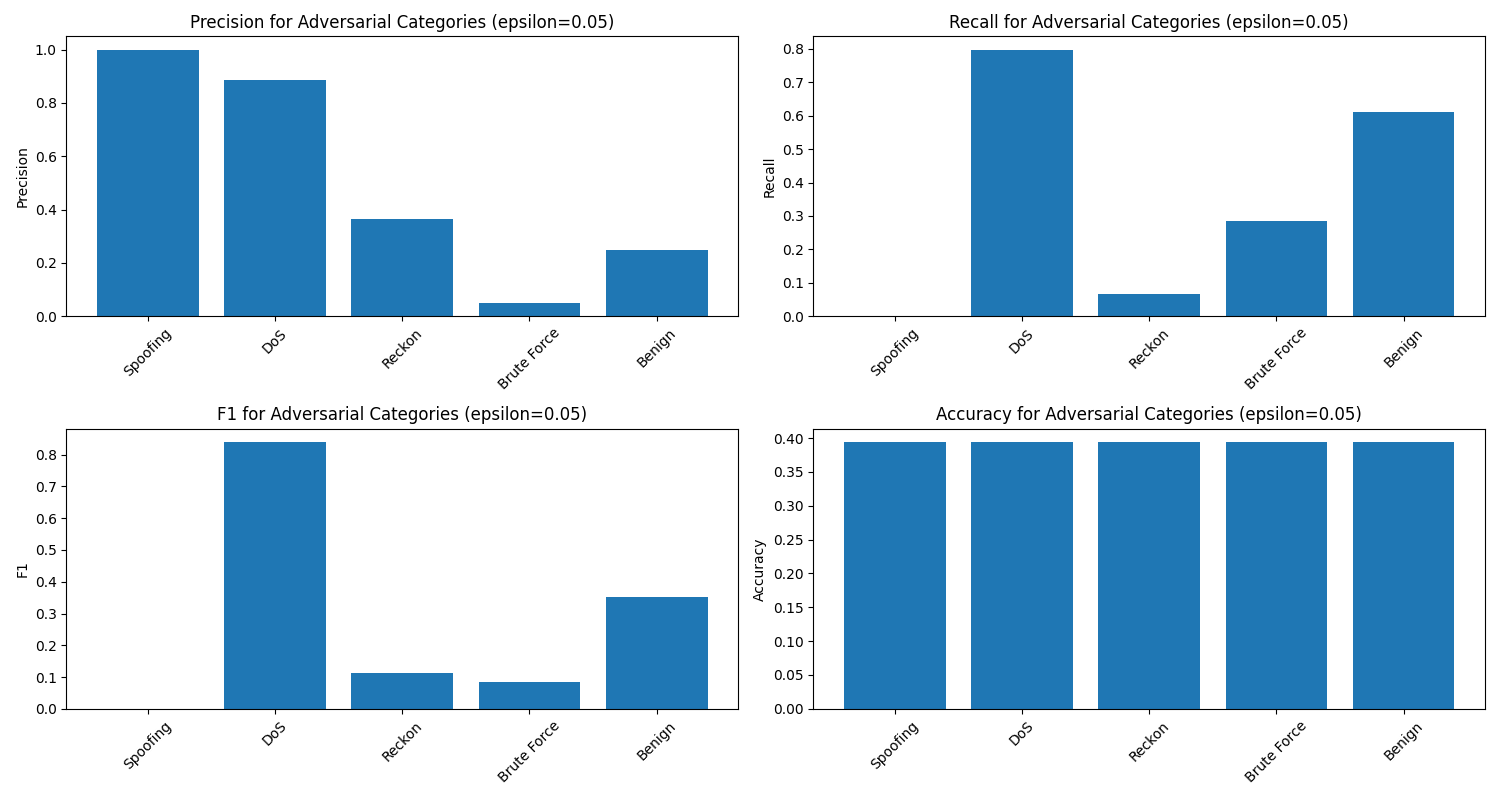 Precision for Adversarial Categories (epsilon=0.05)
1.0
0.8
0.6
0.4
0.2
0.0
Precision
Spoofing
DoS
Reckon
Brute Force
Benign
Recall for Adversarial Categories (epsilon=0.05)
0.8
0.7
0.6
0.5
0.4
0.3
0.2
0.1
0.0
Recall
Spoofing
DoS
Reckon
Brute Force
Benign
F1 for Adversarial Categories (epsilon=0.05)
0.8
0.7
0.6
0.5
0.4
0.3
0.2
0.1
0.0
F1
Spoofing
DoS
Reckon
Brute Force
Benign
Accuracy for Adversarial Categories (epsilon=0.05)
0.40
0.35
0.30
0.25
0.20
0.15
0.10
0.05
0.00
Accuracy
Spoofing
DoS
Reckon
Brute Force
Benign